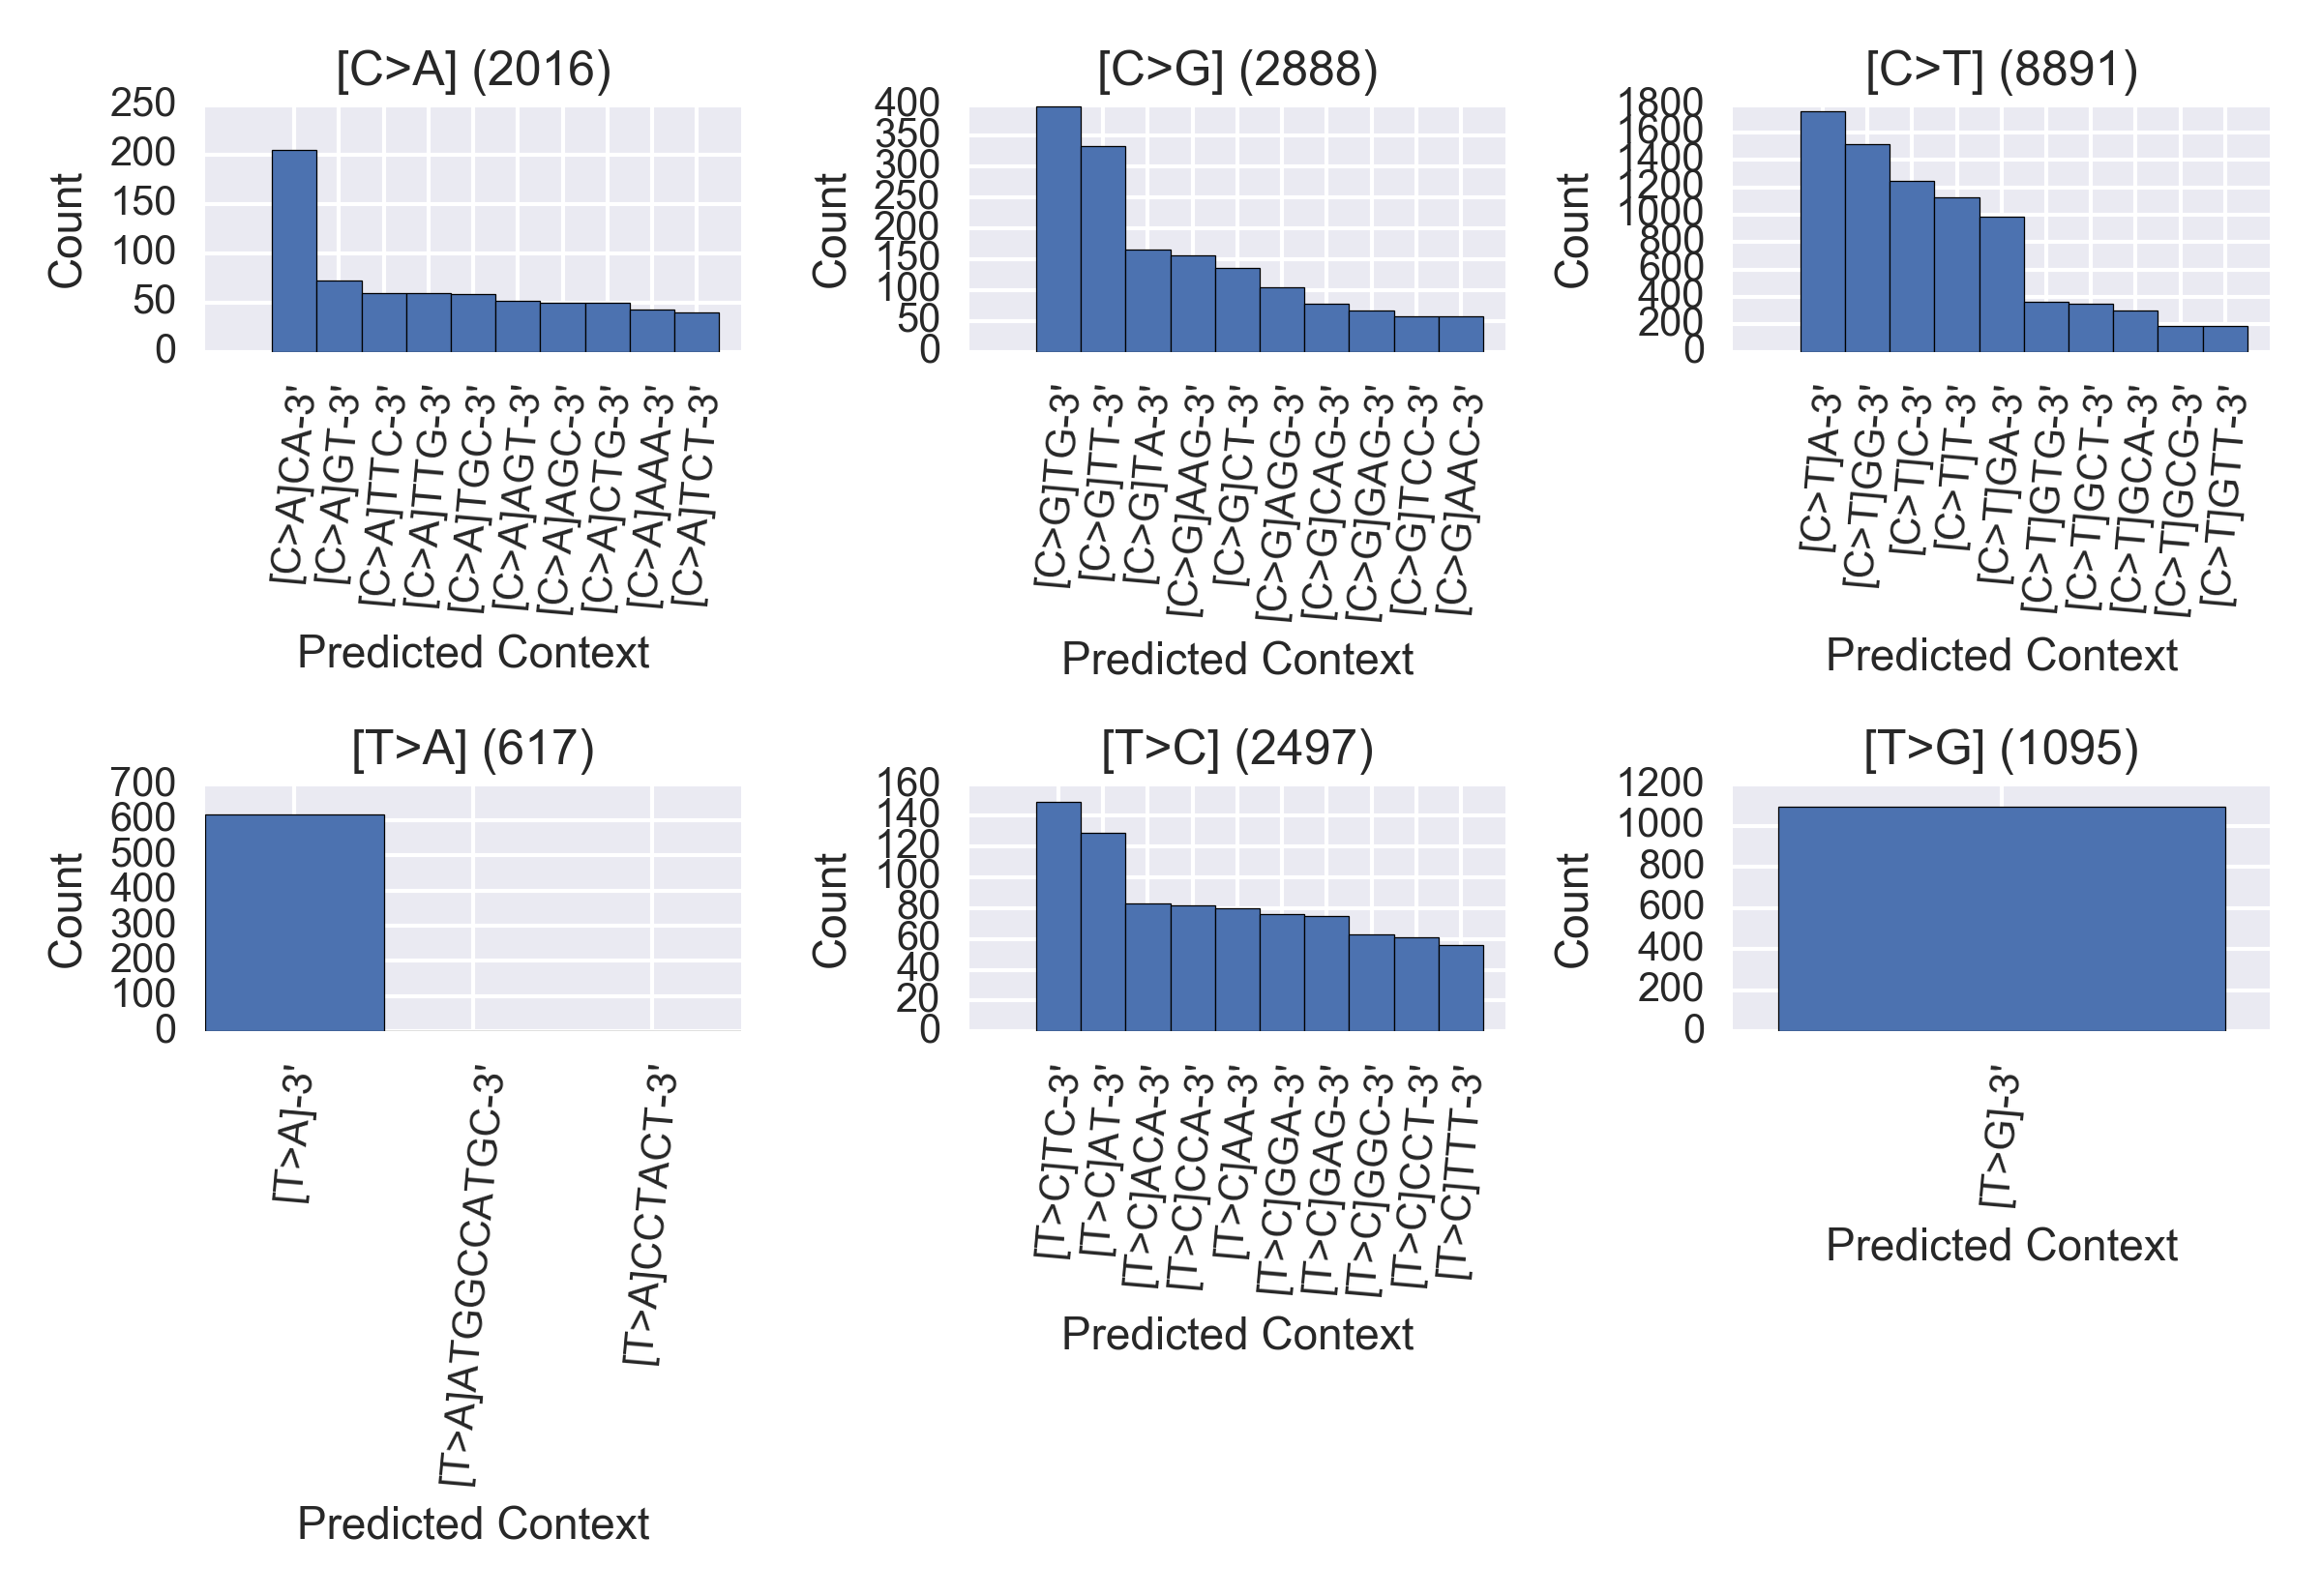 [C>A] (2016)
250
200
150
100
50
0
Count
[C>A]CA-3'
[C>A]GT-3'
[C>A]TTC-3'
[C>A]TTG-3'
[C>A]TGC-3'
[C>A]AGT-3'
[C>A]AGC-3'
[C>A]CTG-3'
[C>A]AAA-3'
[C>A]TCT-3'
Predicted Context
[C>G] (2888)
400
350
300
250
200
150
100
50
0
Count
[C>G]TG-3'
[C>G]TT-3'
[C>G]TA-3'
[C>G]AAG-3'
[C>G]CT-3'
[C>G]AGG-3'
[C>G]CAG-3'
[C>G]GAG-3'
[C>G]TCC-3'
[C>G]AAC-3'
Predicted Context
[C>T] (8891)
1800
1600
1400
1200
1000
800
600
400
200
0
Count
[C>T]A-3'
[C>T]GG-3'
[C>T]C-3'
[C>T]T-3'
[C>T]GA-3'
[C>T]GTG-3'
[C>T]GCT-3'
[C>T]GCA-3'
[C>T]GCG-3'
[C>T]GTT-3'
Predicted Context
[T>A] (617)
700
600
500
400
300
200
100
0
Count
[T>A]-3'
[T>A]ATGGCCATGC-3'
[T>A]CCTACT-3'
Predicted Context
[T>C] (2497)
160
140
120
100
80
60
40
20
0
Count
[T>C]TC-3'
[T>C]AT-3'
[T>C]ACA-3'
[T>C]CCA-3'
[T>C]AA-3'
[T>C]GGA-3'
[T>C]GAG-3'
[T>C]GGC-3'
[T>C]CCT-3'
[T>C]TTT-3'
Predicted Context
[T>G] (1095)
1200
1000
800
600
400
200
0
Count
[T>G]-3'
Predicted Context